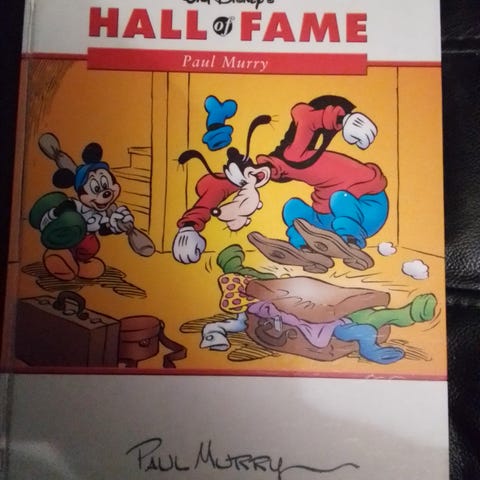 Walt Disney's
HALL of FAME
Paul Murry
PAUL MURRY